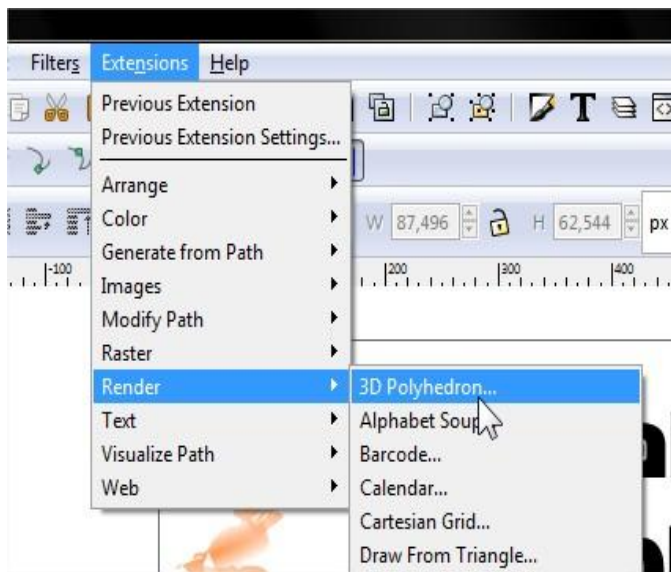 Filters Extensions Help
Previous Extension
Previous Extension Settings...
Arrange
Color
W 87,496 H 62,544 px
Generate from Path
-100 200 300 400
Images
Modify Path
Raster
Render 3D Polyhedron...
Text Alphabet Soup
Visualize Path Barcode...
Web Calendar...
Cartesian Grid...
Draw From Triangle...